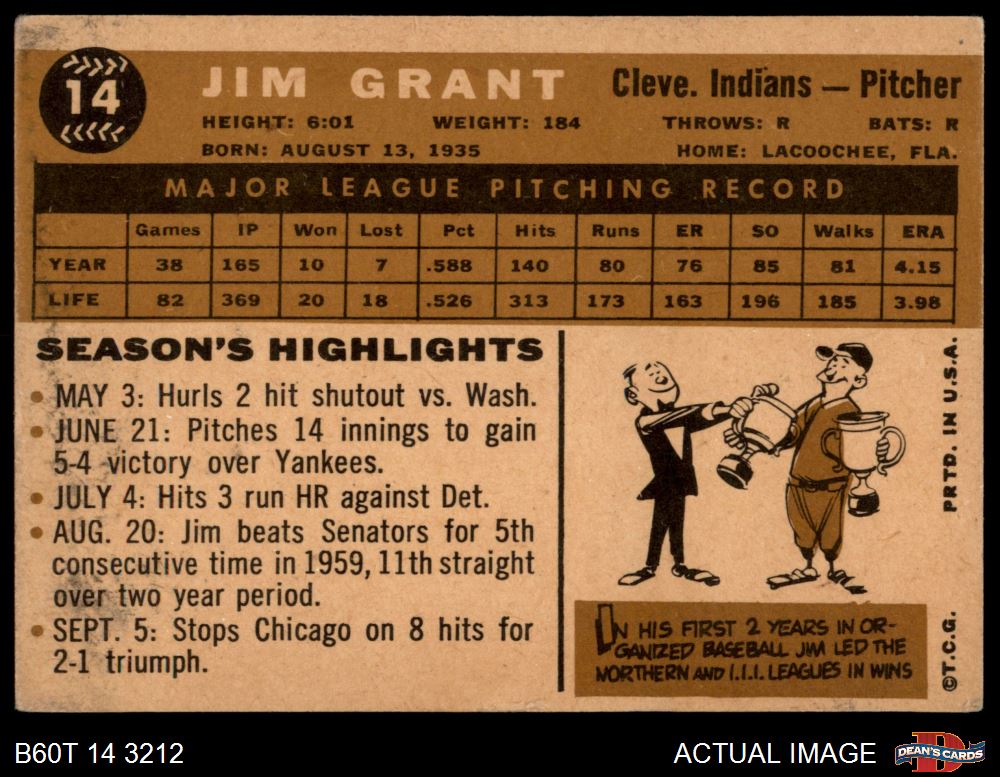 14
JIM GRANT
Cleve. Indians — Pitcher
HEIGHT: 6:01 WEIGHT: 184 THROWS: R BATS: R
BORN: AUGUST 13, 1935 HOME: LACOOCHEE, FLA.
MAJOR LEAGUE PITCHING RECORD
Games IP Won Lost Pct Hits Runs ER SO Walks ERA
YEAR 38 165 10 7 .588 140 80 76 85 81 4.15
LIFE 82 369 20 18 .526 313 173 163 196 185 3.98
SEASON'S HIGHLIGHTS
• MAY 3: Hurls 2 hit shutout vs. Wash.
• JUNE 21: Pitches 14 innings to gain
5-4 victory over Yankees.
• JULY 4: Hits 3 run HR against Det.
• AUG. 20: Jim beats Senators for 5th
consecutive time in 1959, 11th straight
over two year period.
• SEPT. 5: Stops Chicago on 8 hits for
2-1 triumph.
IN HIS FIRST 2 YEARS IN OR-
GANIZED BASEBALL JIM LED THE
NORTHERN AND I.I.I. LEAGUES IN WINS
©T.C.G. PRTD. IN U.S.A.
B60T 14 3212
ACTUAL IMAGE
D
DEAN'S CARDS